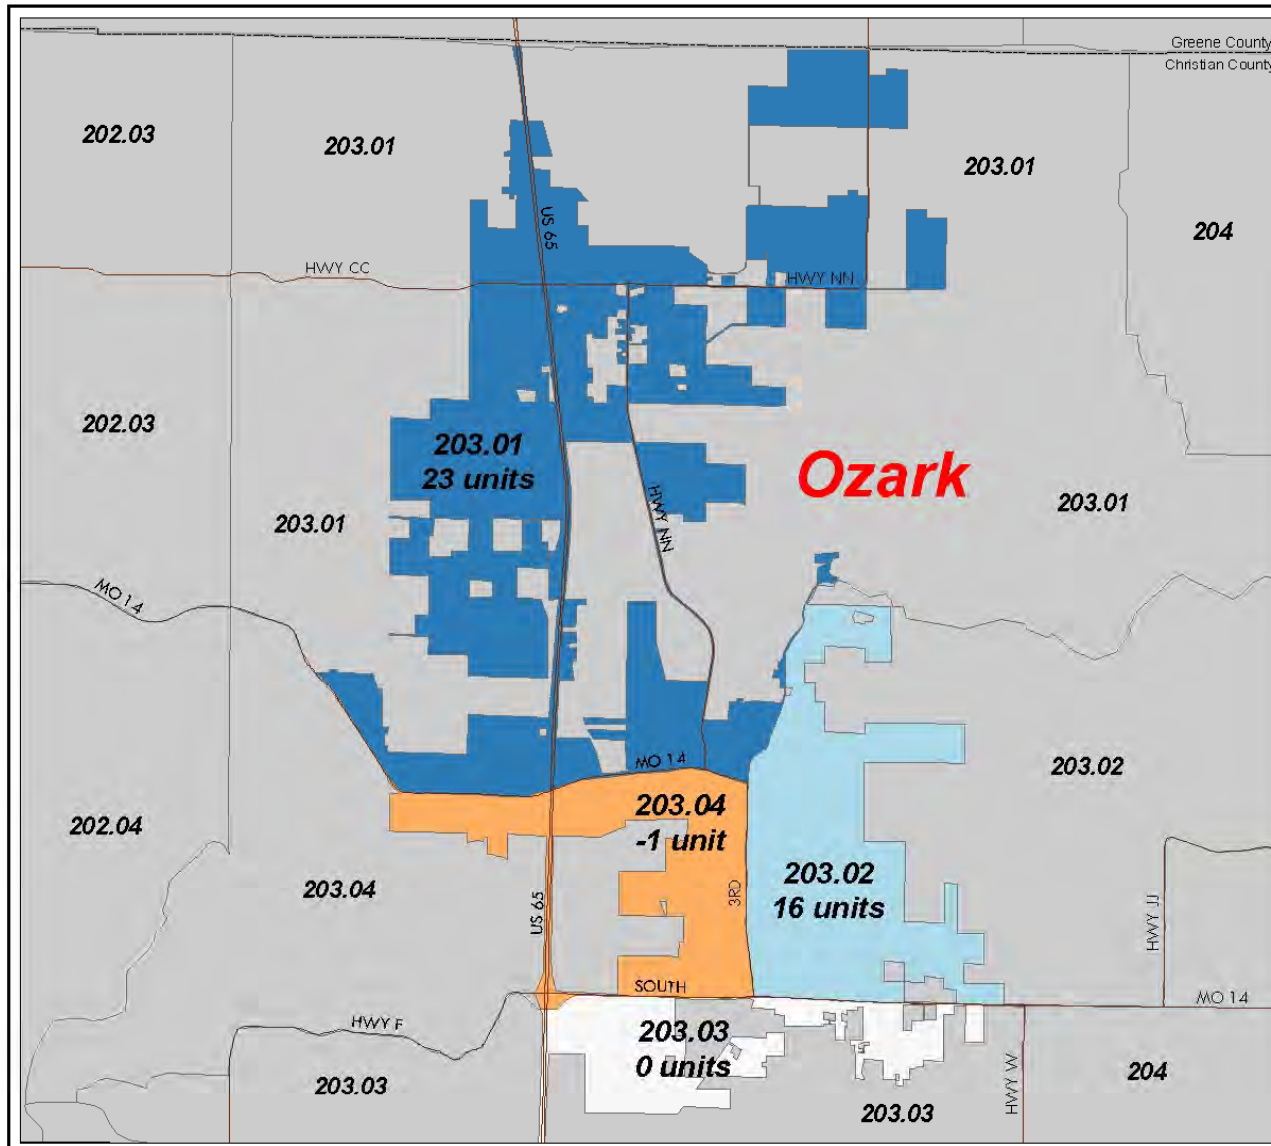 Greene County
Christian County
202.03
203.01
203.01
204
US 65
HWY CC
HWY NN
202.03
203.01
23 units
Ozark
203.01
203.01
HWY NN
MO 14
MO 14
203.02
203.04
-1 unit
202.04
203.02
16 units
203.04
3RD
US 65
HWY JJ
SOUTH
MO 14
HWY F
203.03
0 units
HWY W
203.03
204
203.03